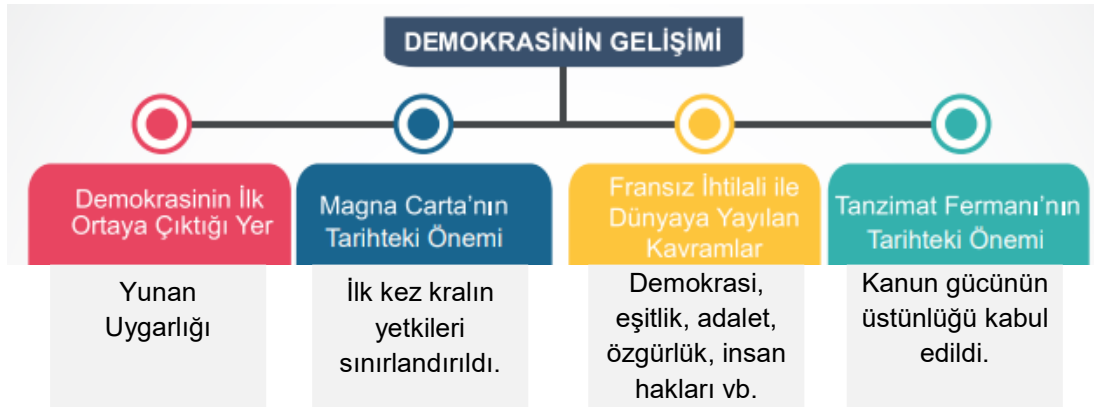 DEMOKRASİNİN GELİŞİMİ
Demokrasinin İlk
Ortaya Çıktığı Yer
Yunan
Uygarlığı
Magna Carta'nın
Tarihteki Önemi
İlk kez kralın
yetkileri
sınırlandırıldı.
Fransız İhtilali ile
Dünyaya Yayılan
Kavramlar
Demokrasi,
eşitlik, adalet,
özgürlük, insan
hakları vb.
Tanzimat Fermanı'nın
Tarihteki Önemi
Kanun gücünün
üstünlüğü kabul
edildi.